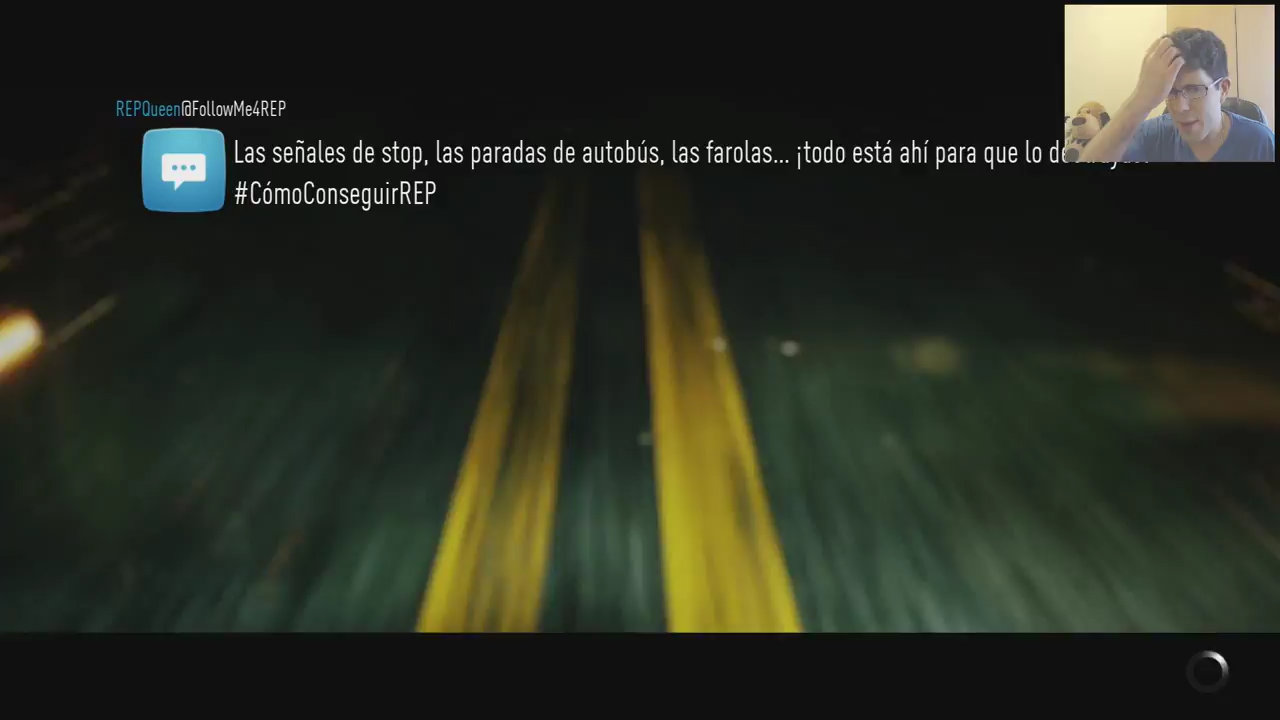 REPQueen@FollowMe4REP
Las señales de stop, las paradas de autobús, las farolas... ¡todo está ahí para que lo
#CómoConseguirREP